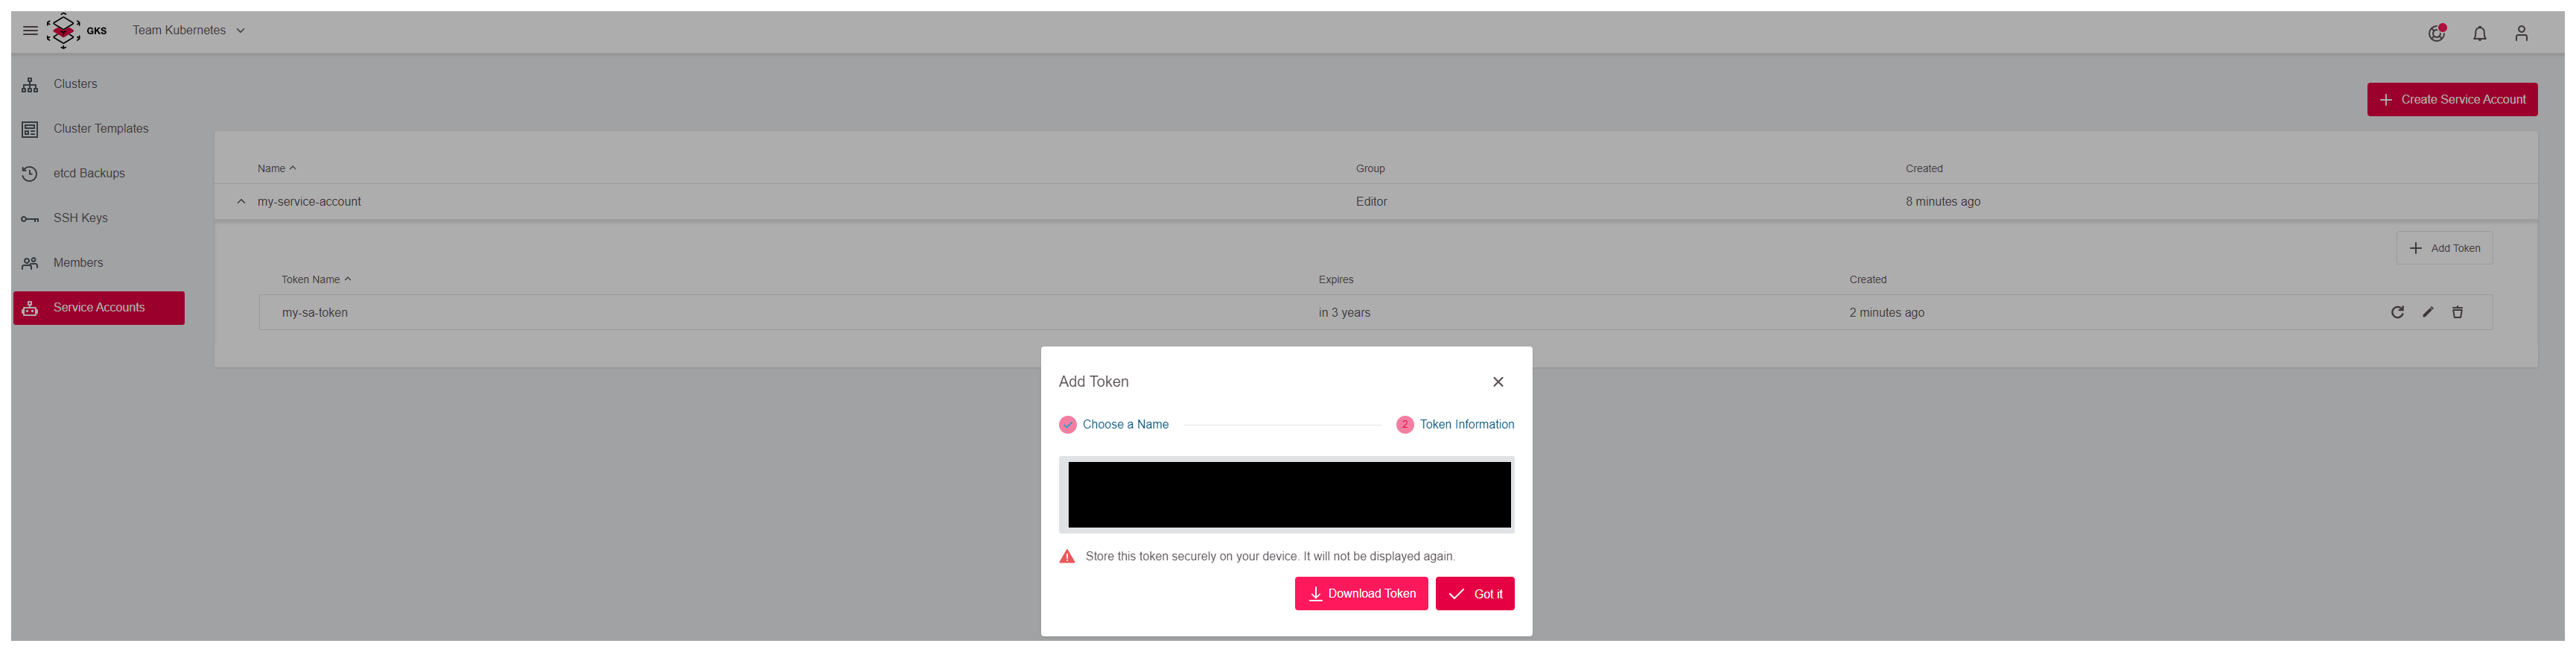 GKS Team Kubernetes
Clusters
Create Service Account
Cluster Templates
Name Group Created
etcd Backups
my-service-account Editor 8 minutes ago
SSH Keys
Add Token
Members
Token Name Expires Created
Service Accounts
my-sa-token in 3 years 2 minutes ago
Add Token
Choose a Name 2 Token Information
Store this token securely on your device. It will not be displayed again.
Download Token Got it